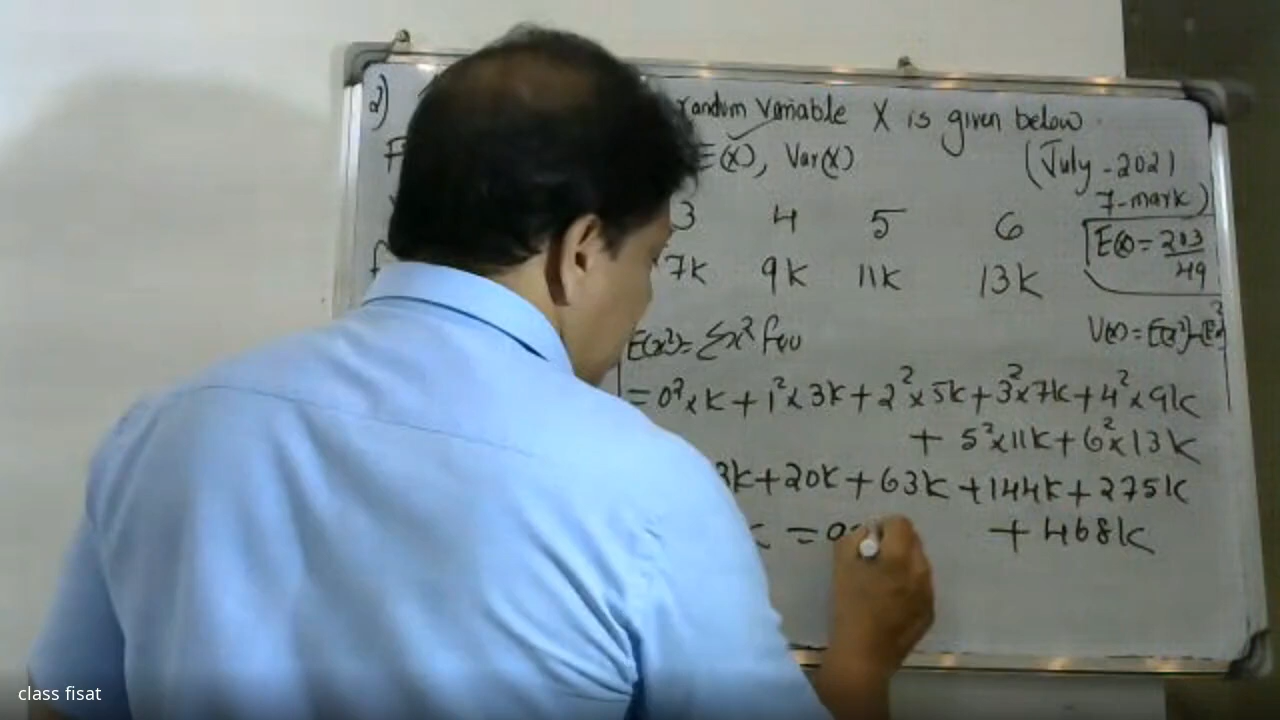 2) random variable X is given below.
F E(x), Var(x) (July-2021
7-mark)
3 4 5 6
7k 9k 11k 13k
E(x)= 203/49
E(x²)= Σx² f(x) V(x)= E(x²)-(Ex)²
=0²×k+1²×3k+2²×5k+3²×7k+4²×9k
+ 5²×11k+6²×13k
3k+20k+63k+144k+275k
= +468k
class fisat